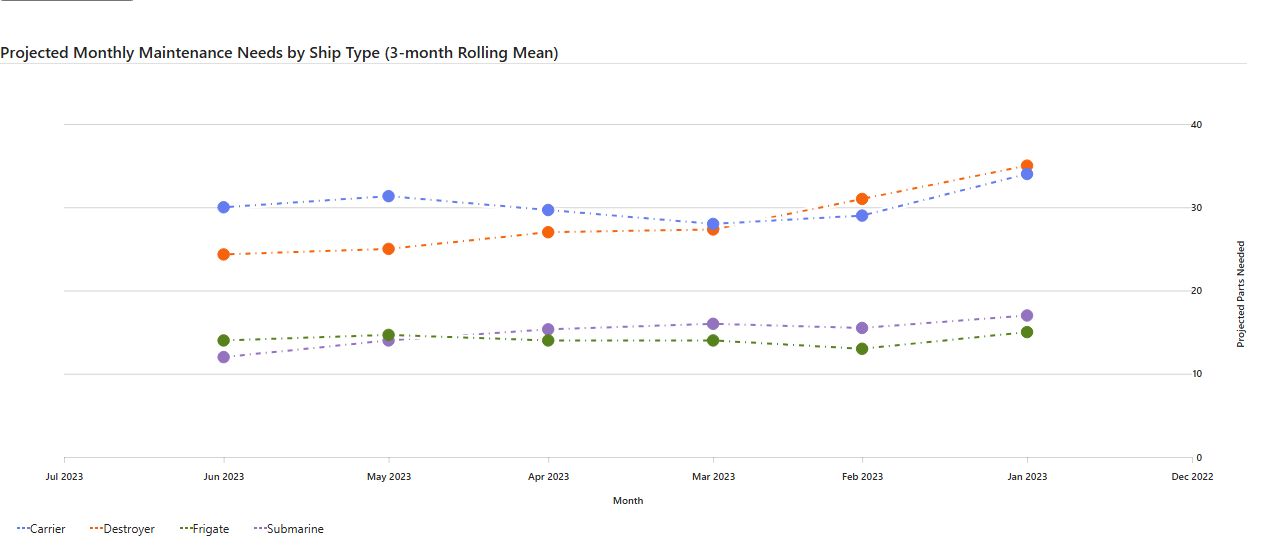 Projected Monthly Maintenance Needs by Ship Type (3-month Rolling Mean)
40
30
20
10
0
Projected Parts Needed
Jul 2023 Jun 2023 May 2023 Apr 2023 Mar 2023 Feb 2023 Jan 2023 Dec 2022
Month
Carrier Destroyer Frigate Submarine